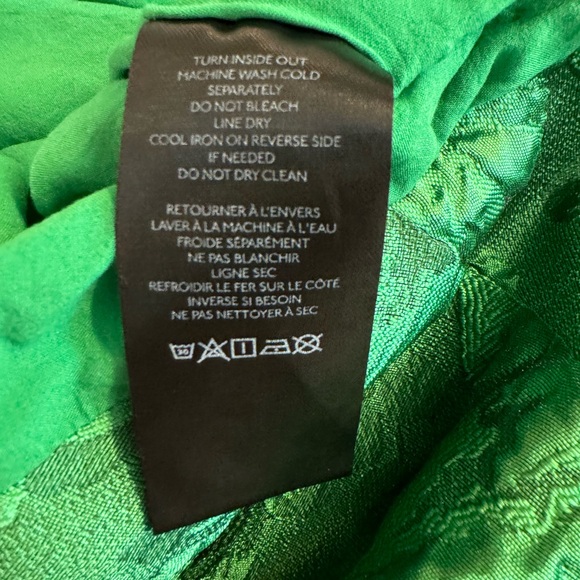 TURN INSIDE OUT
MACHINE WASH COLD
SEPARATELY
DO NOT BLEACH
LINE DRY
COOL IRON ON REVERSE SIDE
IF NEEDED
DO NOT DRY CLEAN
RETOURNER À L'ENVERS
LAVER À LA MACHINE À L'EAU
FROIDE SÉPARÉMENT
NE PAS BLANCHIR
LIGNE SEC
REFROIDIR LE FER SUR LE CÔTÉ
INVERSE SI BESOIN
NE PAS NETTOYER À SEC
30